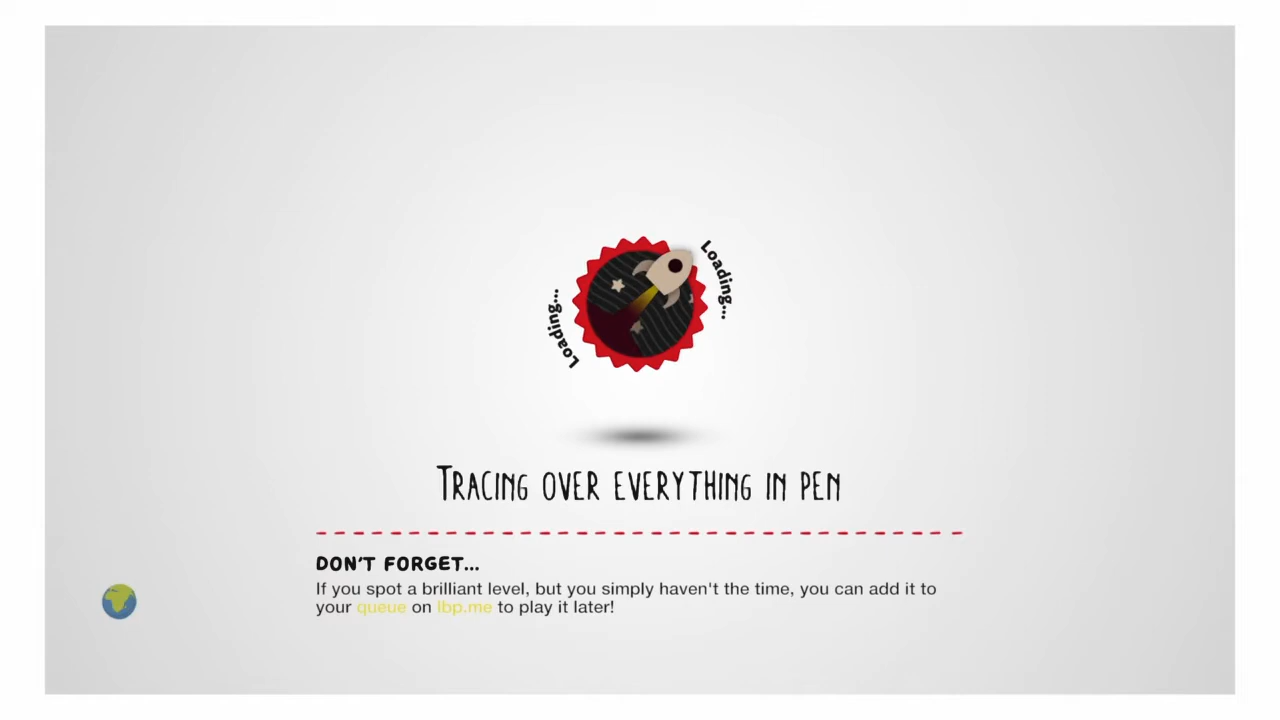 Loading...
Loading...
Tracing over everything in pen
DON'T FORGET...
If you spot a brilliant level, but you simply haven't the time, you can add it to
your queue on lbp.me to play it later!